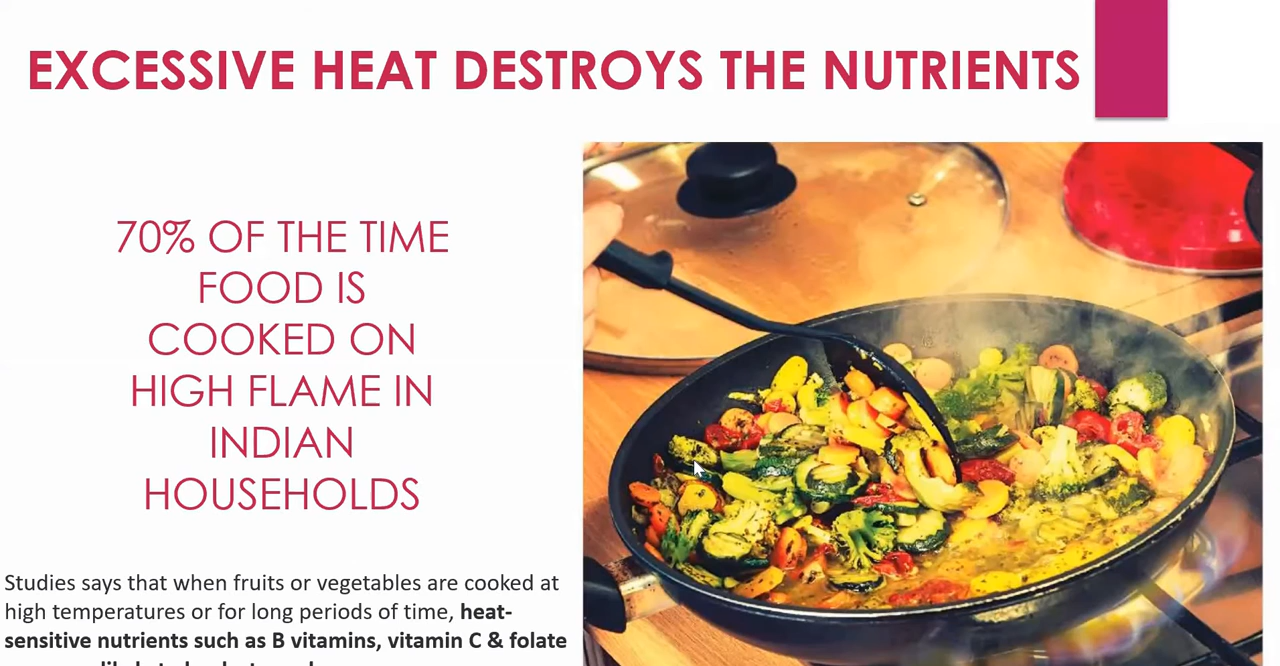 EXCESSIVE HEAT DESTROYS THE NUTRIENTS
70% OF THE TIME
FOOD IS
COOKED ON
HIGH FLAME IN
INDIAN
HOUSEHOLDS
Studies says that when fruits or vegetables are cooked at
high temperatures or for long periods of time, heat-
sensitive nutrients such as B vitamins, vitamin C & folate